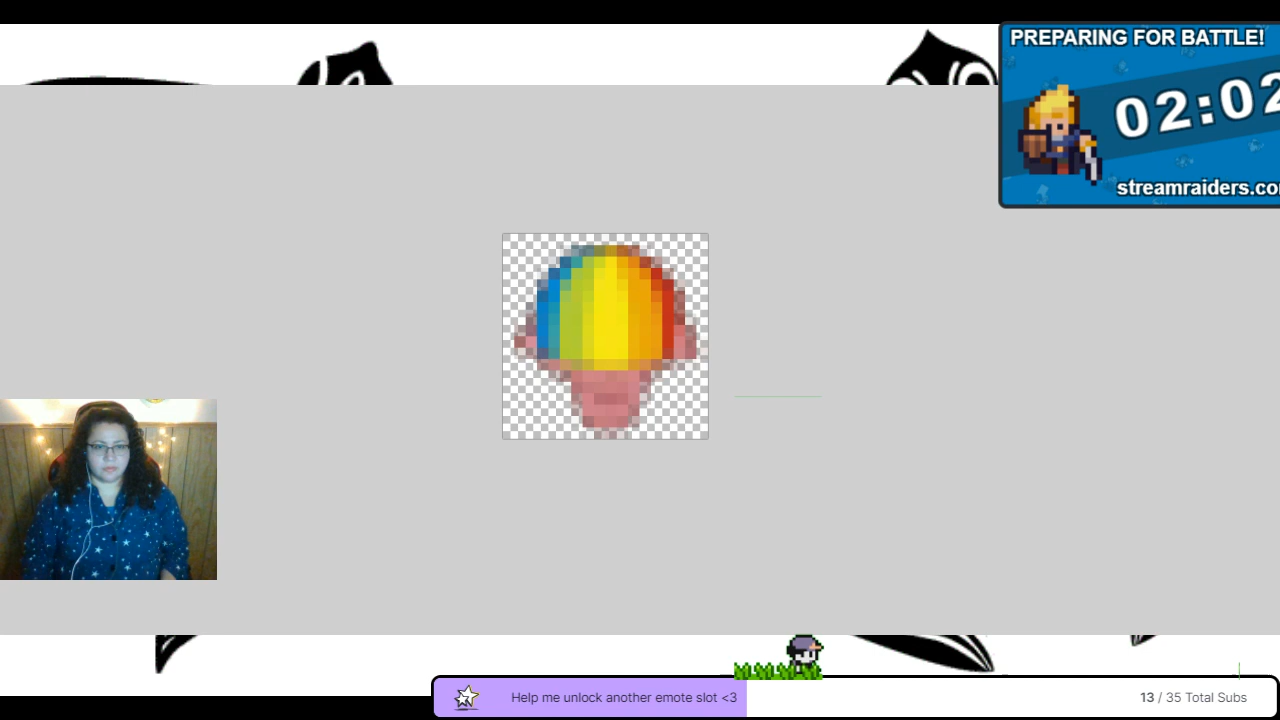 PREPARING FOR BATTLE!
02:02
streamraiders.co
Help me unlock another emote slot <3
13 / 35 Total Subs